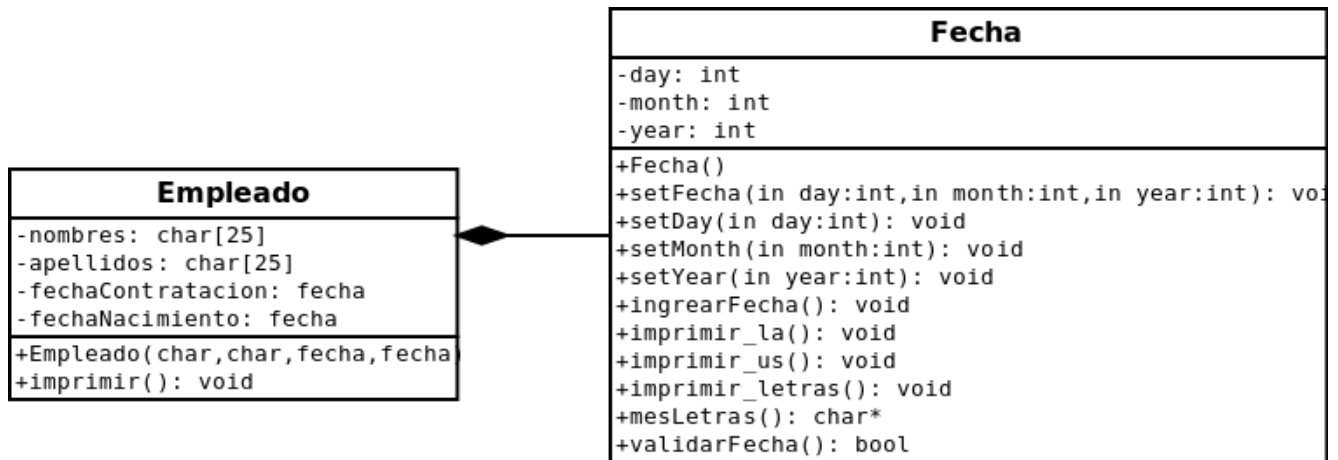 Empleado
-nombres: char[25]
-apellidos: char[25]
-fechaContratacion: fecha
-fechaNacimiento: fecha
+Empleado(char,char,fecha,fecha)
+imprimir(): void
Fecha
-day: int
-month: int
-year: int
+Fecha()
+setFecha(in day:int,in month:int,in year:int): voi
+setDay(in day:int): void
+setMonth(in month:int): void
+setYear(in year:int): void
+ingrearFecha(): void
+imprimir_la(): void
+imprimir_us(): void
+imprimir_letras(): void
+mesLetras(): char*
+validarFecha(): bool